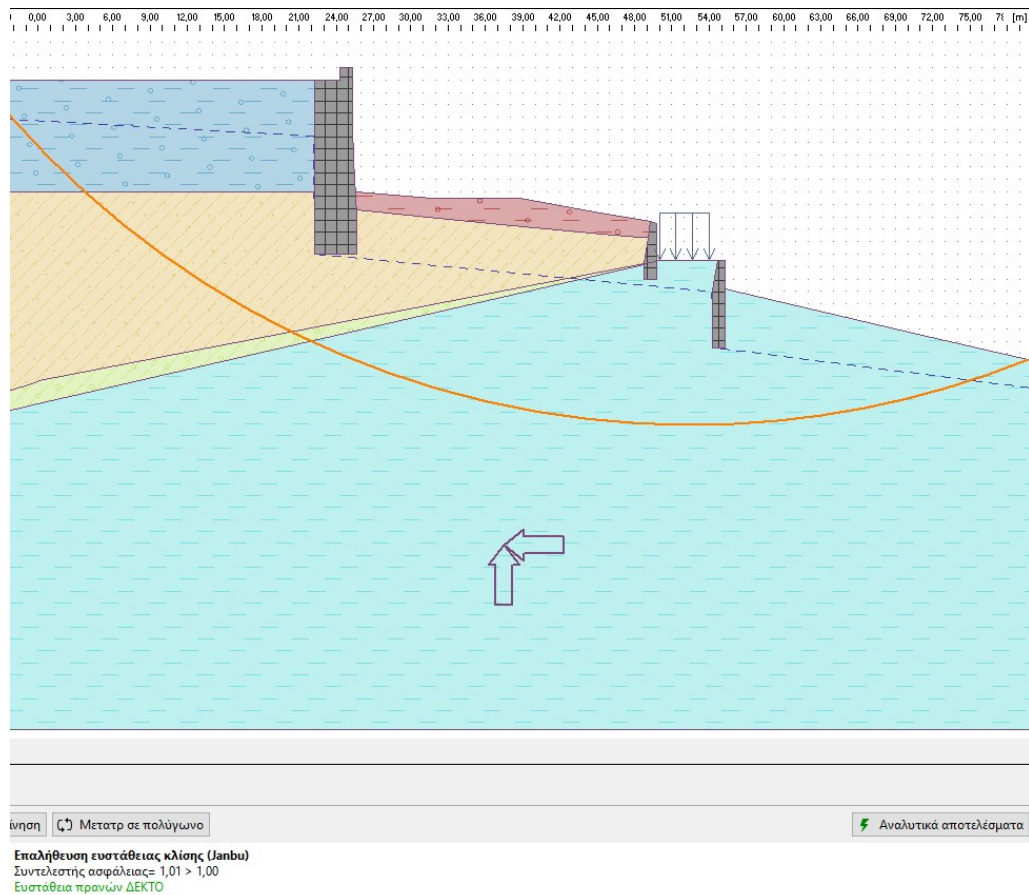 0,00 3,00 6,00 9,00 12,00 15,00 18,00 21,00 24,00 27,00 30,00 33,00 36,00 39,00 42,00 45,00 48,00 51,00 54,00 57,00 60,00 63,00 66,00 69,00 72,00 75,00 78 [m]
ίνηση Μετατρ σε πολύγωνο Αναλυτικά αποτελέσματα
Επαλήθευση ευστάθειας κλίσης (Janbu)
Συντελεστής ασφάλειας= 1,01 > 1,00
Ευστάθεια πρανών ΔΕΚΤΟ